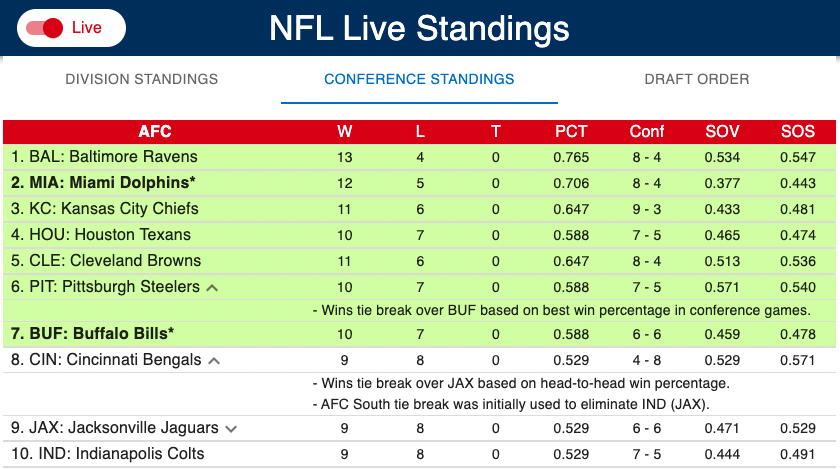 Live
NFL Live Standings
DIVISION STANDINGS CONFERENCE STANDINGS DRAFT ORDER
AFC W L T PCT Conf SOV SOS
1. BAL: Baltimore Ravens 13 4 0 0.765 8 - 4 0.534 0.547
2. MIA: Miami Dolphins* 12 5 0 0.706 8 - 4 0.377 0.443
3. KC: Kansas City Chiefs 11 6 0 0.647 9 - 3 0.433 0.481
4. HOU: Houston Texans 10 7 0 0.588 7 - 5 0.465 0.474
5. CLE: Cleveland Browns 11 6 0 0.647 8 - 4 0.513 0.536
6. PIT: Pittsburgh Steelers 10 7 0 0.588 7 - 5 0.571 0.540
- Wins tie break over BUF based on best win percentage in conference games.
7. BUF: Buffalo Bills* 10 7 0 0.588 6 - 6 0.459 0.478
8. CIN: Cincinnati Bengals 9 8 0 0.529 4 - 8 0.529 0.571
- Wins tie break over JAX based on head-to-head win percentage.
- AFC South tie break was initially used to eliminate IND (JAX).
9. JAX: Jacksonville Jaguars 9 8 0 0.529 6 - 6 0.471 0.529
10. IND: Indianapolis Colts 9 8 0 0.529 7 - 5 0.444 0.491